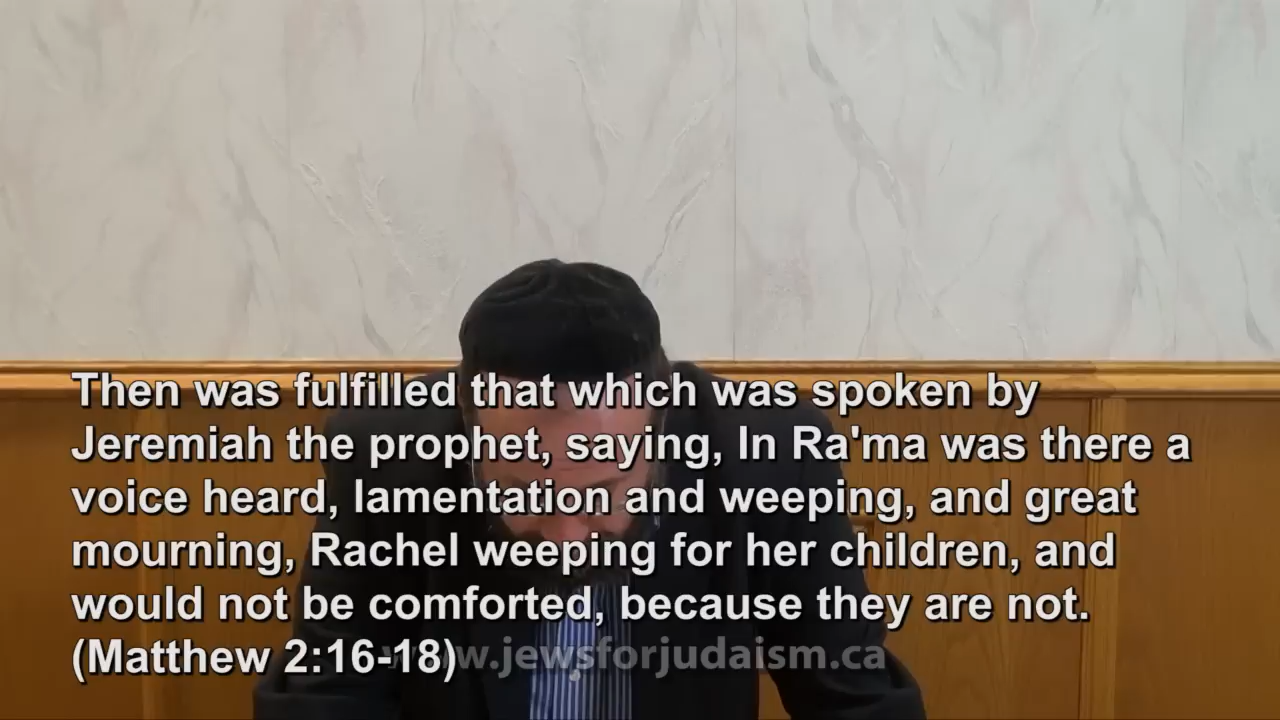 Then was fulfilled that which was spoken by
Jeremiah the prophet, saying, In Ra'ma was there a
voice heard, lamentation and weeping, and great
mourning, Rachel weeping for her children, and
would not be comforted, because they are not.
(Matthew 2:16-18)
www.jewsforjudaism.ca